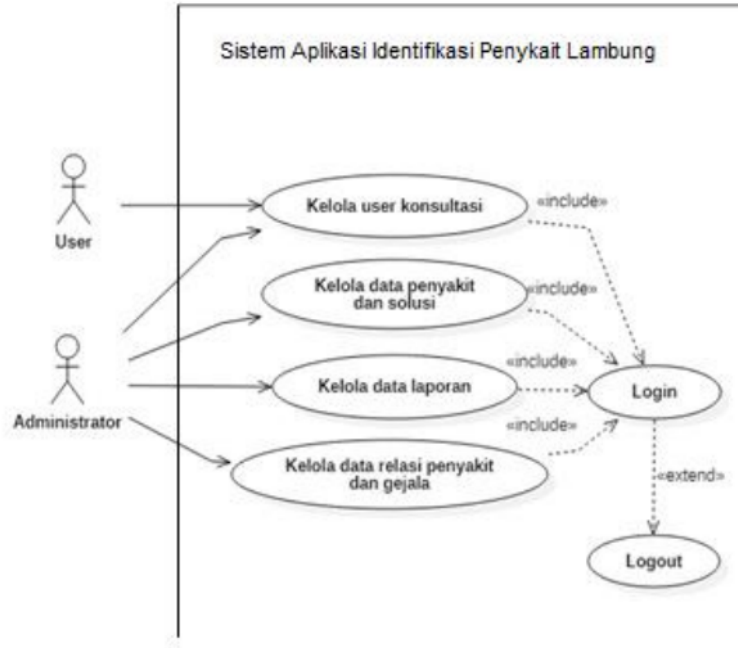 Sistem Aplikasi Identifikasi Penykait Lambung
User
Kelola user konsultasi
«include»
Kelola data penyakit
dan solusi
«include»
Administrator
Kelola data laporan
«include»
Login
Kelola data relasi penyakit
dan gejala
«include»
«extend»
Logout